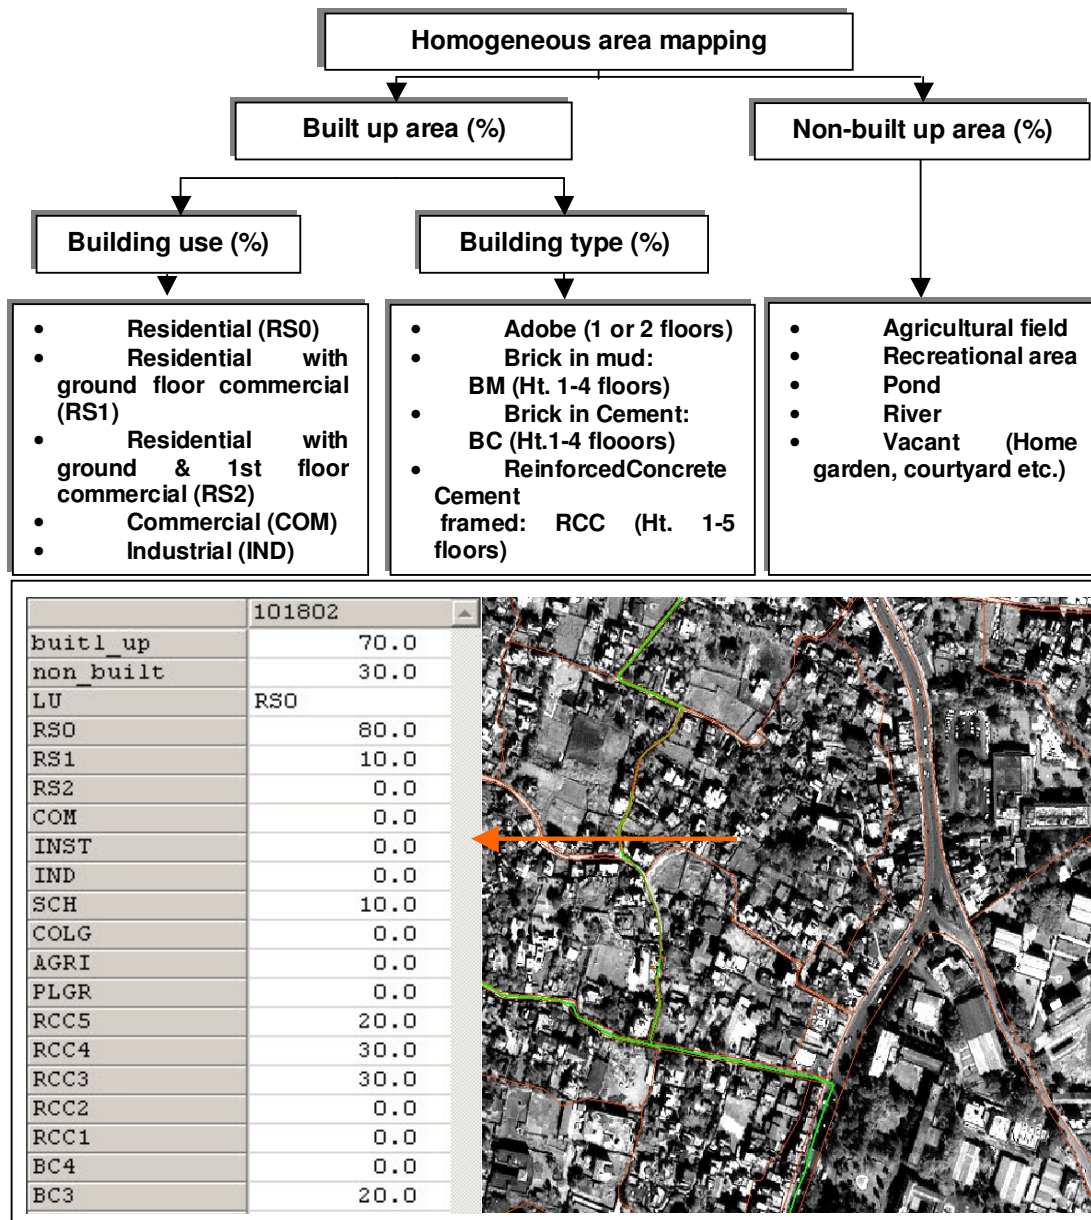 Homogeneous area mapping
Built up area (%)
Non-built up area (%)
Building use (%)
Building type (%)
• Residential (RS0)
• Residential with
ground floor commercial
(RS1)
• Residential with
ground & 1st floor
commercial (RS2)
• Commercial (COM)
• Industrial (IND)
• Adobe (1 or 2 floors)
• Brick in mud:
BM (Ht. 1-4 floors)
• Brick in Cement:
BC (Ht.1-4 flooors)
• ReinforcedConcrete
Cement
framed: RCC (Ht. 1-5
floors)
• Agricultural field
• Recreational area
• Pond
• River
• Vacant (Home
garden, courtyard etc.)
101802
buitl_up 70.0
non_built 30.0
LU RS0
RS0 80.0
RS1 10.0
RS2 0.0
COM 0.0
INST 0.0
IND 0.0
SCH 10.0
COLG 0.0
AGRI 0.0
PLGR 0.0
RCC5 20.0
RCC4 30.0
RCC3 30.0
RCC2 0.0
RCC1 0.0
BC4 0.0
BC3 20.0